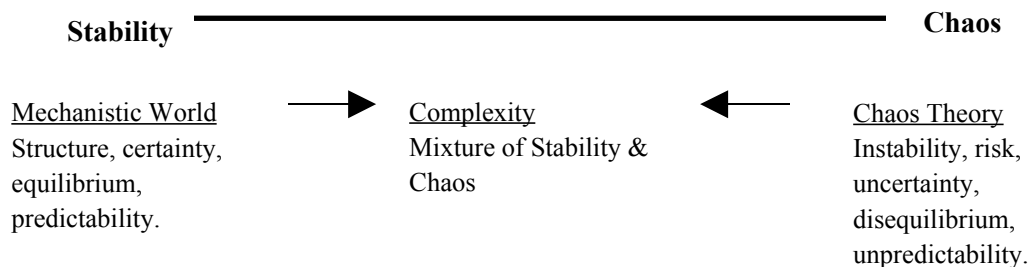 Stability
Chaos
Mechanistic World
Structure, certainty,
equilibrium,
predictability.
Complexity
Mixture of Stability &
Chaos
Chaos Theory
Instability, risk,
uncertainty,
disequilibrium,
unpredictability.